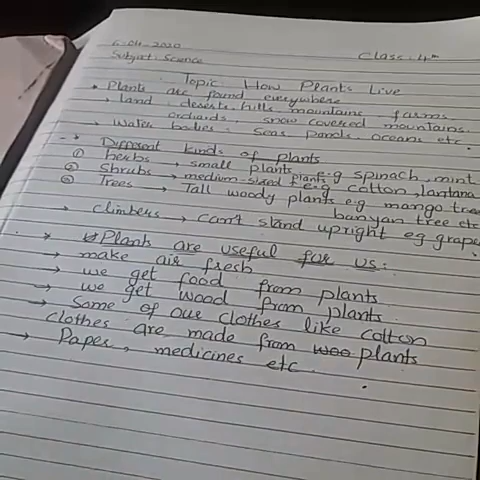 6-04-2020 Class: 4th
Subject: Science
Topic How Plants Live
* Plants are found everywhere
→ land: deserts, hills, mountains, farms,
orchards, snow covered mountains.
→ Water bodies: Seas, ponds, oceans etc.
* Different kinds of plants
① herbs → small plants e.g spinach, mint
② Shrubs → medium-sized plants e.g cotton, lantana
③ Trees → Tall woody plants e.g mango tree
banyan tree etc
→ climbers → can't stand upright eg grape
* Plants are useful for us:
→ make air fresh
→ we get food from plants
→ we get wood from plants.
→ Some of our clothes like cotton
clothes are made from woo plants
→ Paper, medicines etc.